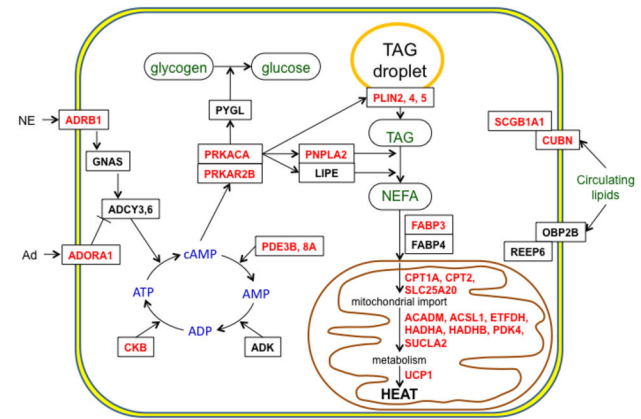 TAG
droplet
glycogen
glucose
PLIN2, 4, 5
PYGL
NE
ADRB1
SCGB1A1
CUBN
TAG
GNAS
PRKACA
PRKAR2B
PNPLA2
LIPE
Circulating
lipids
NEFA
ADCY3,6
FABP3
FABP4
OBP2B
REEP6
Ad
ADORA1
cAMP
PDE3B, 8A
CPT1A, CPT2,
SLC25A20
mitochondrial import
ATP
AMP
ADP
ACADM, ACSL1, ETFDH,
HADHA, HADHB, PDK4,
SUCLA2
CKB
ADK
metabolism
UCP1
HEAT